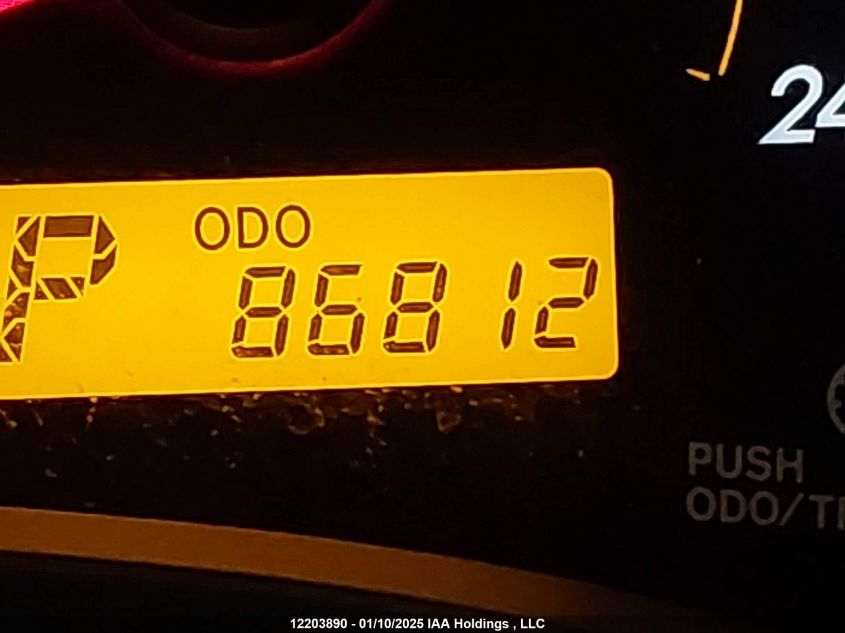 24
ODO
P
86812
PUSH
ODO/T
12203890 - 01/10/2025 IAA Holdings , LLC